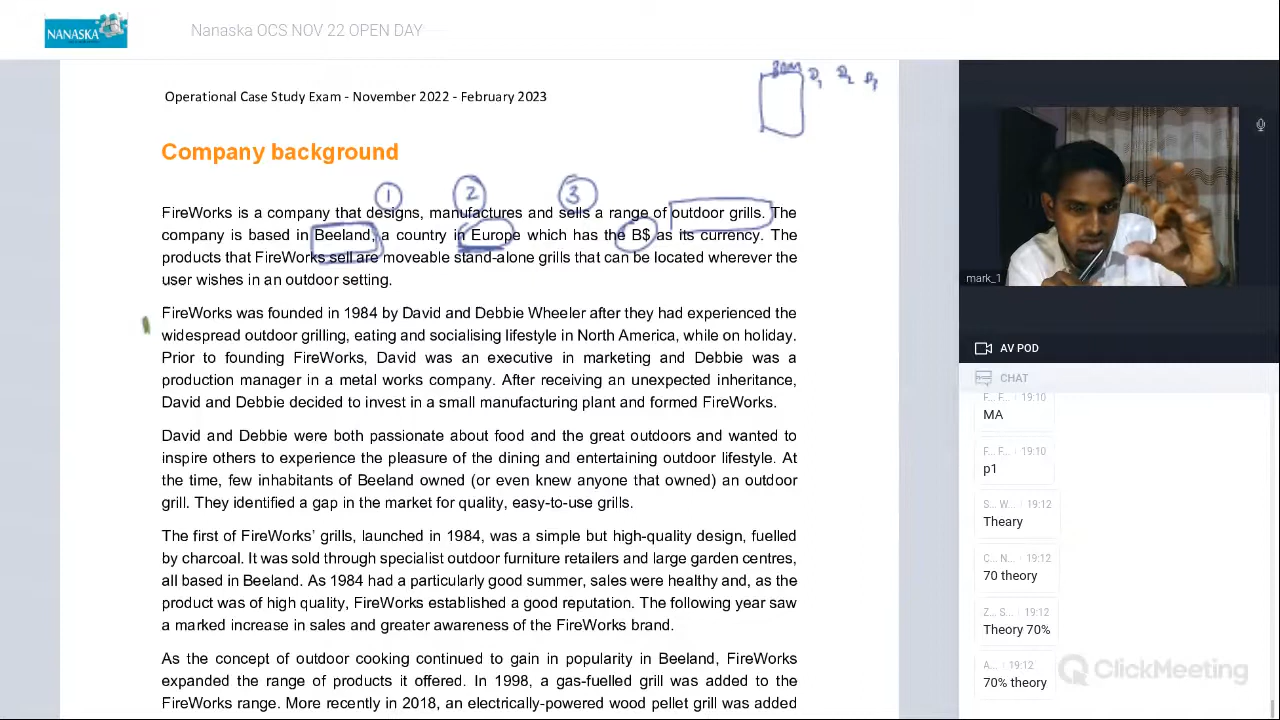 NANASKA
Nanaska OCS NOV 22 OPEN DAY
Operational Case Study Exam - November 2022 - February 2023
Company background
1 2 3
FireWorks is a company that designs, manufactures and sells a range of outdoor grills. The
company is based in Beeland, a country in Europe which has the B$ as its currency. The
products that FireWorks sell are moveable stand-alone grills that can be located wherever the
user wishes in an outdoor setting.
FireWorks was founded in 1984 by David and Debbie Wheeler after they had experienced the
widespread outdoor grilling, eating and socialising lifestyle in North America, while on holiday.
Prior to founding FireWorks, David was an executive in marketing and Debbie was a
production manager in a metal works company. After receiving an unexpected inheritance,
David and Debbie decided to invest in a small manufacturing plant and formed FireWorks.
David and Debbie were both passionate about food and the great outdoors and wanted to
inspire others to experience the pleasure of the dining and entertaining outdoor lifestyle. At
the time, few inhabitants of Beeland owned (or even knew anyone that owned) an outdoor
grill. They identified a gap in the market for quality, easy-to-use grills.
The first of FireWorks' grills, launched in 1984, was a simple but high-quality design, fuelled
by charcoal. It was sold through specialist outdoor furniture retailers and large garden centres,
all based in Beeland. As 1984 had a particularly good summer, sales were healthy and, as the
product was of high quality, FireWorks established a good reputation. The following year saw
a marked increase in sales and greater awareness of the FireWorks brand.
As the concept of outdoor cooking continued to gain in popularity in Beeland, FireWorks
expanded the range of products it offered. In 1998, a gas-fuelled grill was added to the
FireWorks range. More recently in 2018, an electrically-powered wood pellet grill was added
mark_1
AV POD
CHAT
F... F... 19:10
MA
F... F... 19:10
p1
S... W... 19:12
Theary
C... N... 19:12
70 theory
Z... S... 19:12
Theory 70%
A... 19:12
70% theory
ClickMeeting